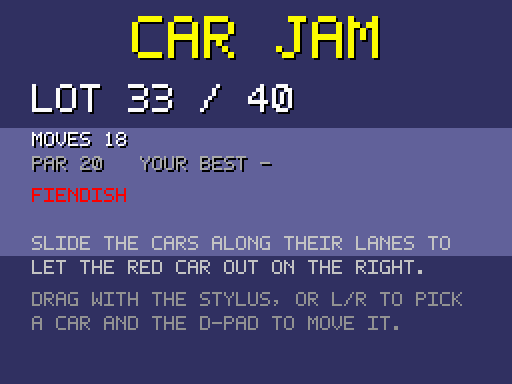 CAR JAM
LOT 33 / 40
MOVES 18
PAR 20 YOUR BEST -
FIENDISH
SLIDE THE CARS ALONG THEIR LANES TO
LET THE RED CAR OUT ON THE RIGHT.
DRAG WITH THE STYLUS, OR L/R TO PICK
A CAR AND THE D-PAD TO MOVE IT.